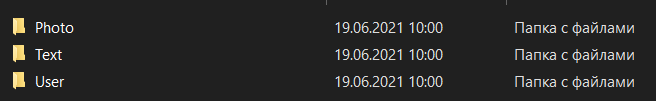 Photo 19.06.2021 10:00 Папка с файлами
Text 19.06.2021 10:00 Папка с файлами
User 19.06.2021 10:00 Папка с файлами